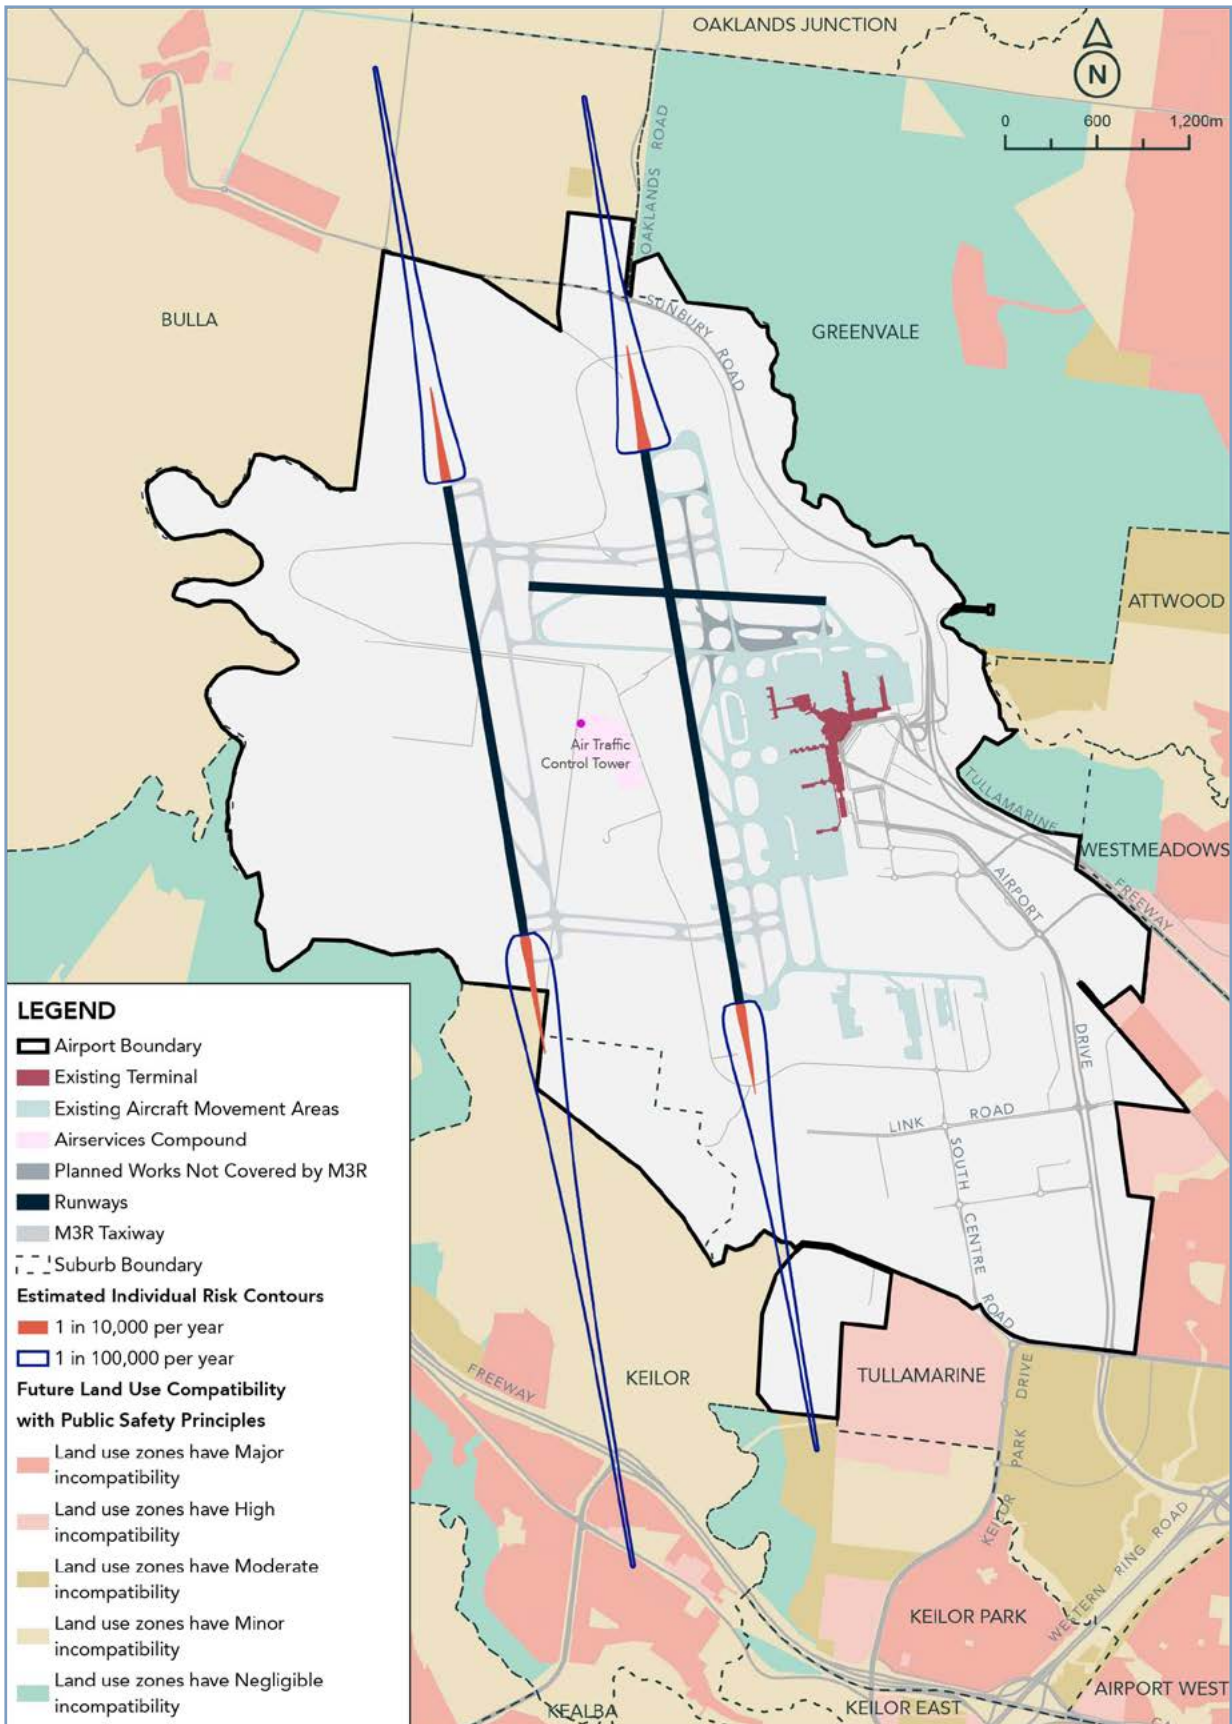 OAKLANDS JUNCTION
N
0 600 1,200m
OAKLANDS ROAD
BULLA
SUNBURY ROAD
GREENVALE
ATTWOOD
Air Traffic
Control Tower
TULLAMARINE
FREEWAY
WESTMEADOWS
AIRPORT
DRIVE
LINK ROAD
SOUTH CENTRE ROAD
LEGEND
Airport Boundary
Existing Terminal
Existing Aircraft Movement Areas
Airservices Compound
Planned Works Not Covered by M3R
Runways
M3R Taxiway
Suburb Boundary
Estimated Individual Risk Contours
1 in 10,000 per year
1 in 100,000 per year
Future Land Use Compatibility
with Public Safety Principles
Land use zones have Major
incompatibility
Land use zones have High
incompatibility
Land use zones have Moderate
incompatibility
Land use zones have Minor
incompatibility
Land use zones have Negligible
incompatibility
FREEWAY
KEILOR
TULLAMARINE
KEILOR PARK DRIVE
WESTERN RING ROAD
KEILOR PARK
KEALBA
KEILOR EAST
AIRPORT WEST